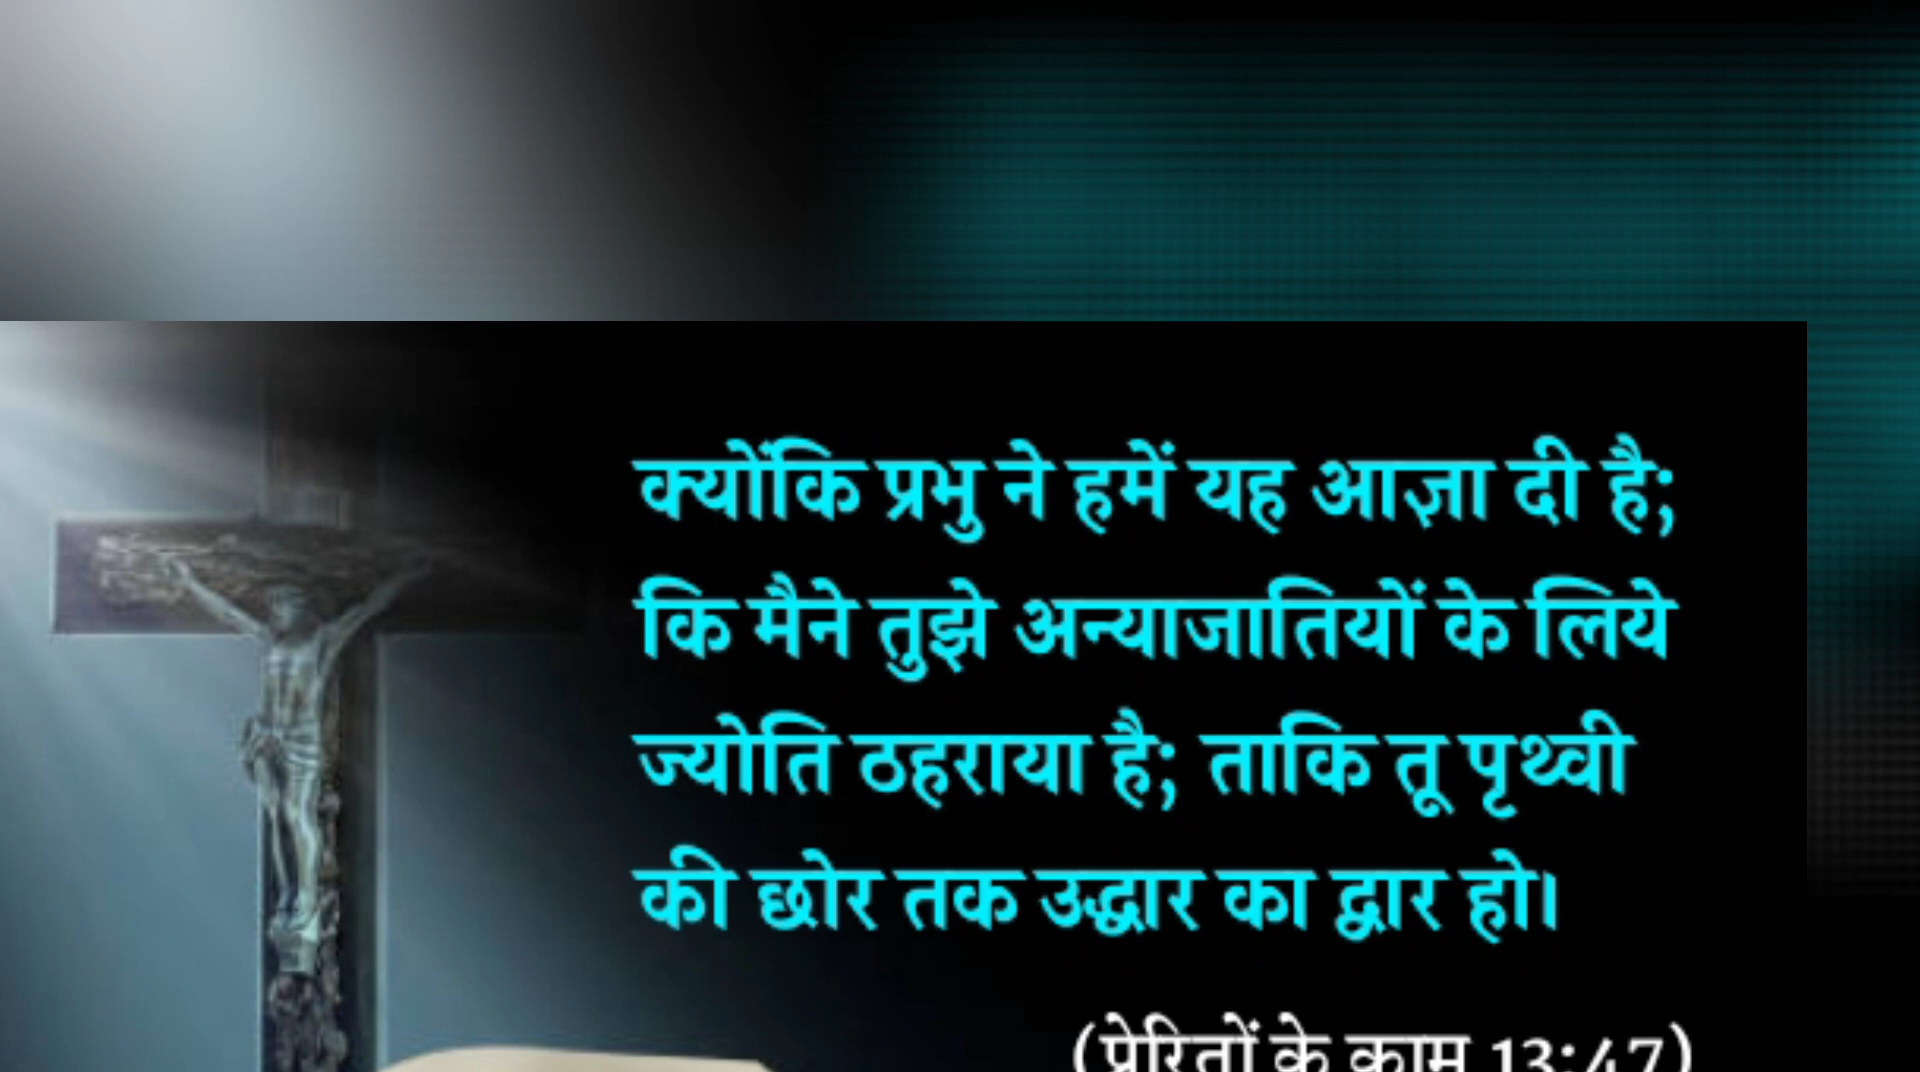 क्योंकि प्रभु ने हमें यह आज्ञा दी है;
कि मैने तुझे अन्याजातियों के लिये
ज्योति ठहराया है; ताकि तू पृथ्वी
की छोर तक उद्धार का द्वार हो।
(प्रेरितों के काम 13:47)